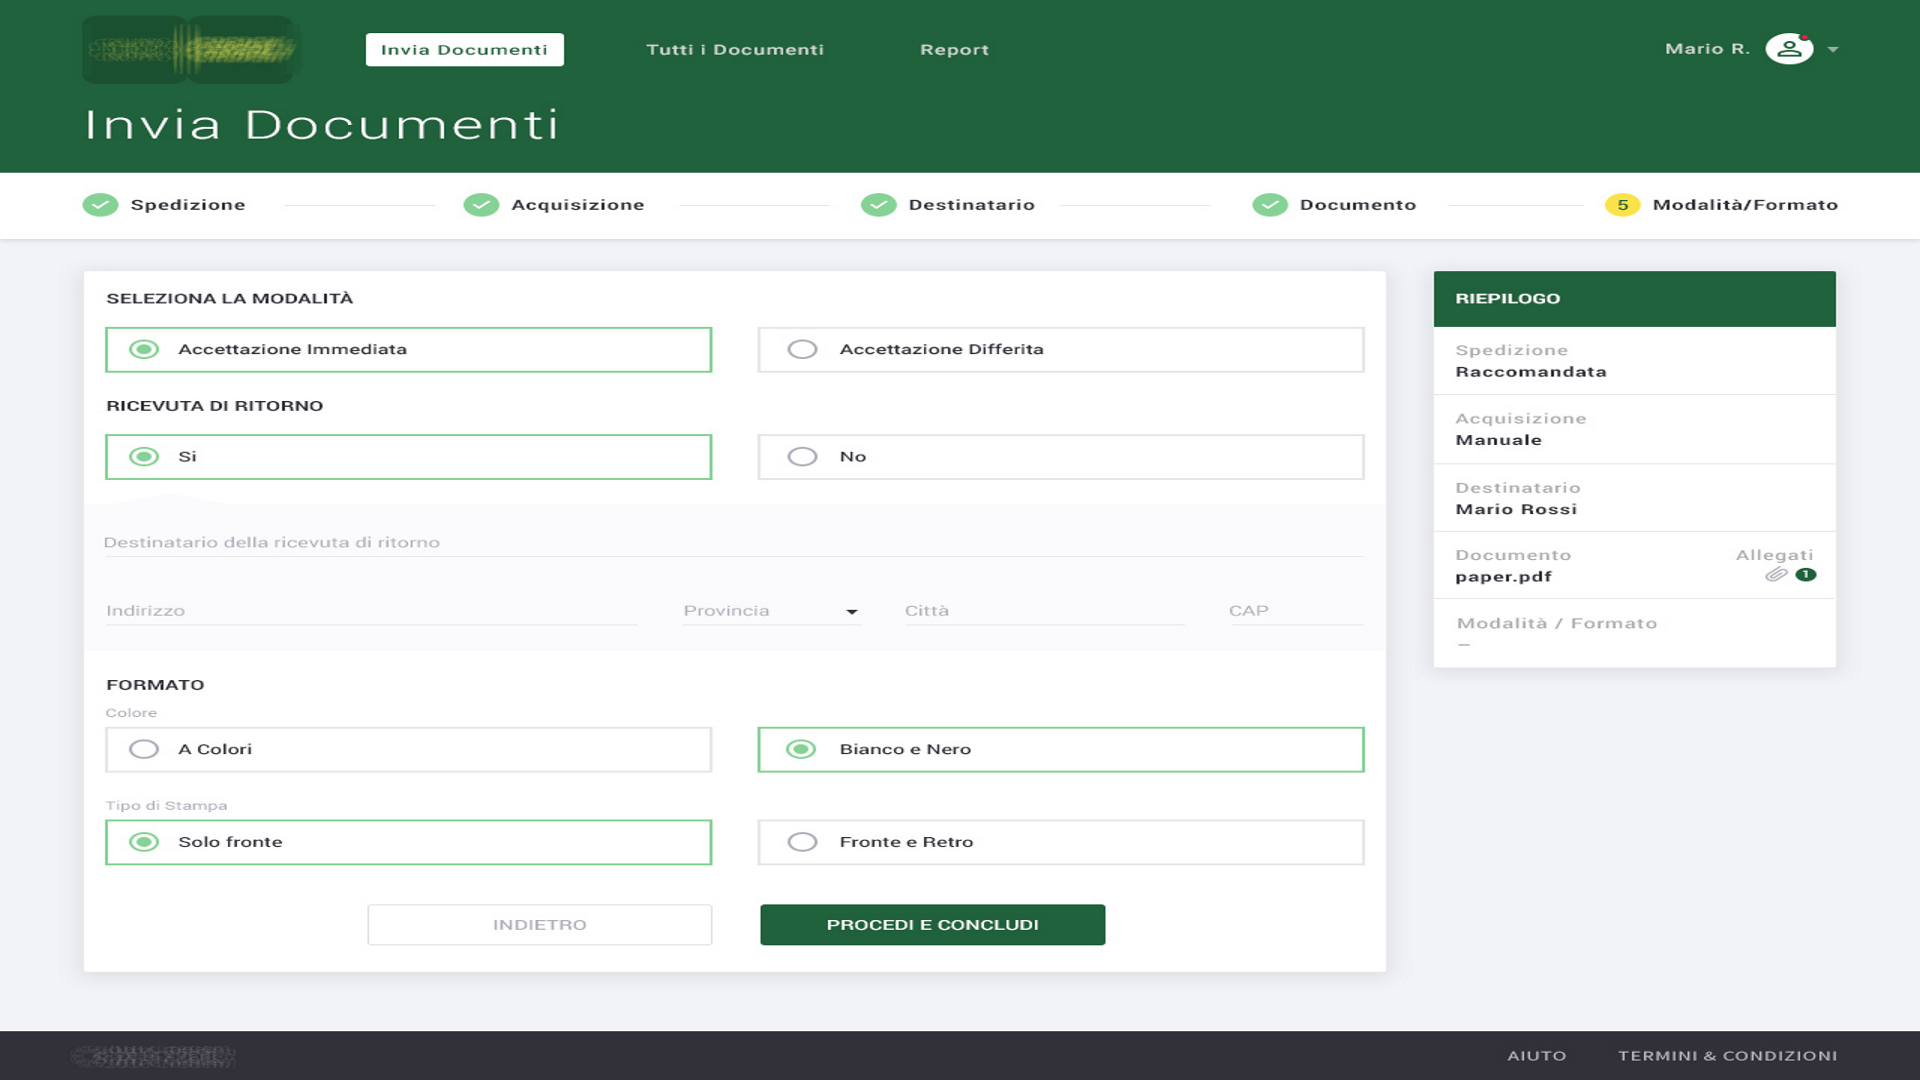 Invia Documenti
Tutti i Documenti
Report
Mario R.
Invia Documenti
Spedizione
Acquisizione
Destinatario
Documento
5 Modalità/Formato
SELEZIONA LA MODALITÀ
Accettazione Immediata
Accettazione Differita
RICEVUTA DI RITORNO
Si
No
Destinatario della ricevuta di ritorno
Indirizzo
Provincia
Città
CAP
FORMATO
Colore
A Colori
Bianco e Nero
Tipo di Stampa
Solo fronte
Fronte e Retro
INDIETRO
PROCEDI E CONCLUDI
RIEPILOGO
Spedizione
Raccomandata
Acquisizione
Manuale
Destinatario
Mario Rossi
Documento
Allegati
paper.pdf
1
Modalità / Formato
–
AIUTO
TERMINI & CONDIZIONI